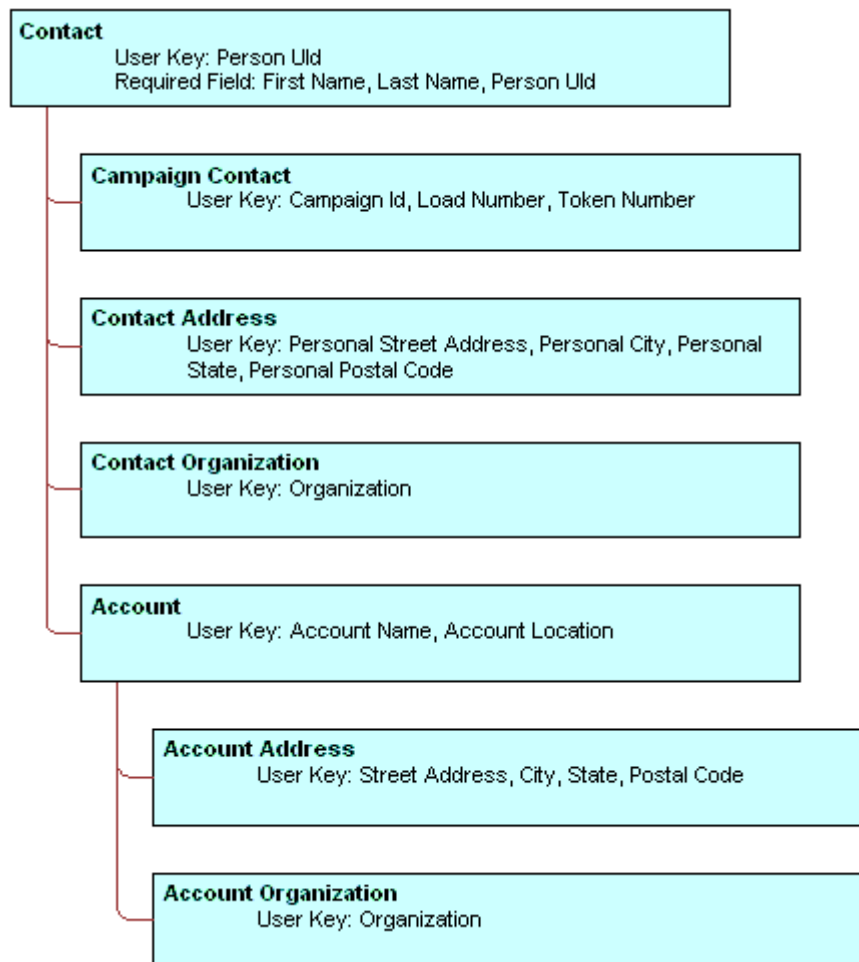 Contact
User Key: Person UId
Required Field: First Name, Last Name, Person UId
Campaign Contact
User Key: Campaign Id, Load Number, Token Number
Contact Address
User Key: Personal Street Address, Personal City, Personal
State, Personal Postal Code
Contact Organization
User Key: Organization
Account
User Key: Account Name, Account Location
Account Address
User Key: Street Address, City, State, Postal Code
Account Organization
User Key: Organization